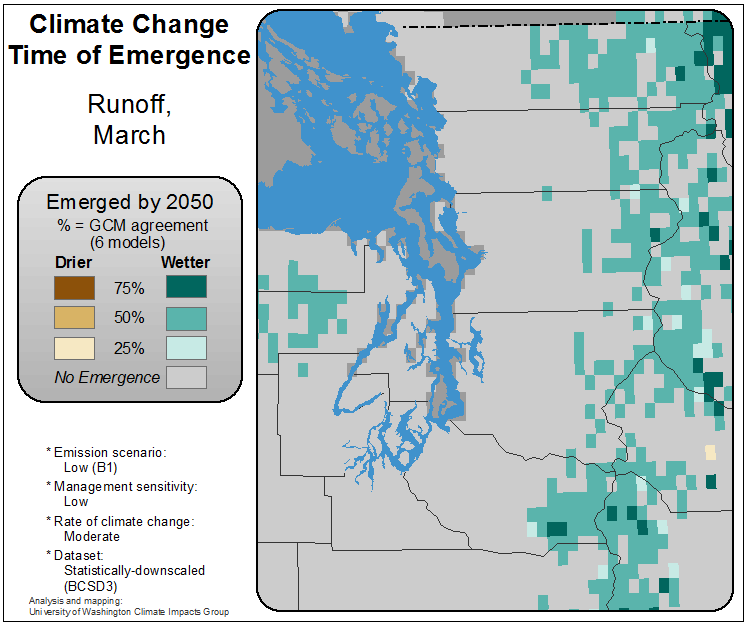 Climate Change
Time of Emergence
Runoff,
March
Emerged by 2050
% = GCM agreement
(6 models)
Drier Wetter
75%
50%
25%
No Emergence
* Emission scenario:
Low (B1)
* Management sensitivity:
Low
* Rate of climate change:
Moderate
* Dataset:
Statistically-downscaled
(BCSD3)
Analysis and mapping:
University of Washington Climate Impacts Group